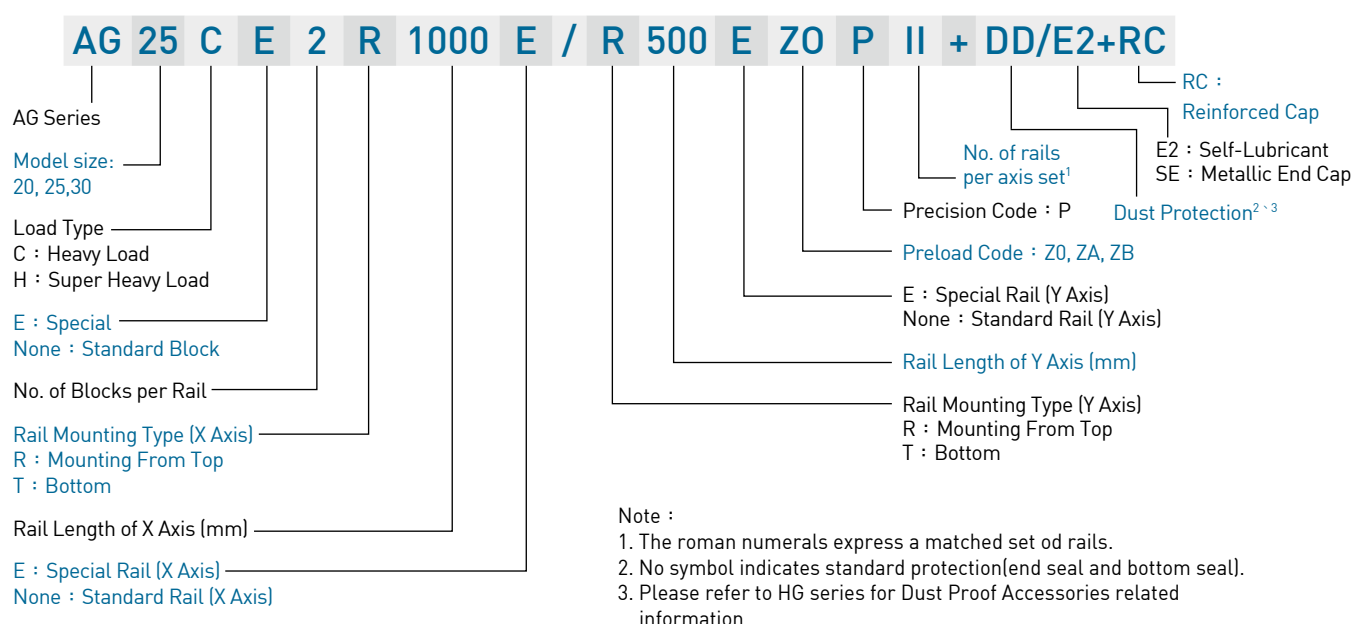 AG 25 C E 2 R 1000 E / R 500 E ZO P II + DD/E2+RC
AG Series
Model size:
20, 25,30
Load Type
C：Heavy Load
H：Super Heavy Load
E：Special
None：Standard Block
No. of Blocks per Rail
Rail Mounting Type (X Axis)
R：Mounting From Top
T：Bottom
Rail Length of X Axis (mm)
E：Special Rail (X Axis)
None：Standard Rail (X Axis)
RC：
Reinforced Cap
E2：Self-Lubricant
SE：Metallic End Cap
Dust Protection2、3
No. of rails
per axis set1
Precision Code：P
Preload Code：Z0, ZA, ZB
E：Special Rail (Y Axis)
None：Standard Rail (Y Axis)
Rail Length of Y Axis (mm)
Rail Mounting Type (Y Axis)
R：Mounting From Top
T：Bottom
Note：
1. The roman numerals express a matched set od rails.
2. No symbol indicates standard protection(end seal and bottom seal).
3. Please refer to HG series for Dust Proof Accessories related
information